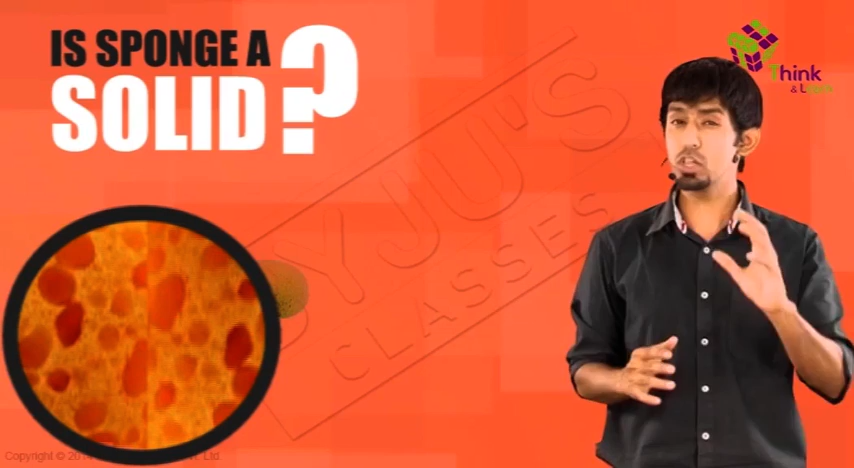 IS SPONGE A
SOLID?
Think
& Learn
BYJU'S
CLASSES